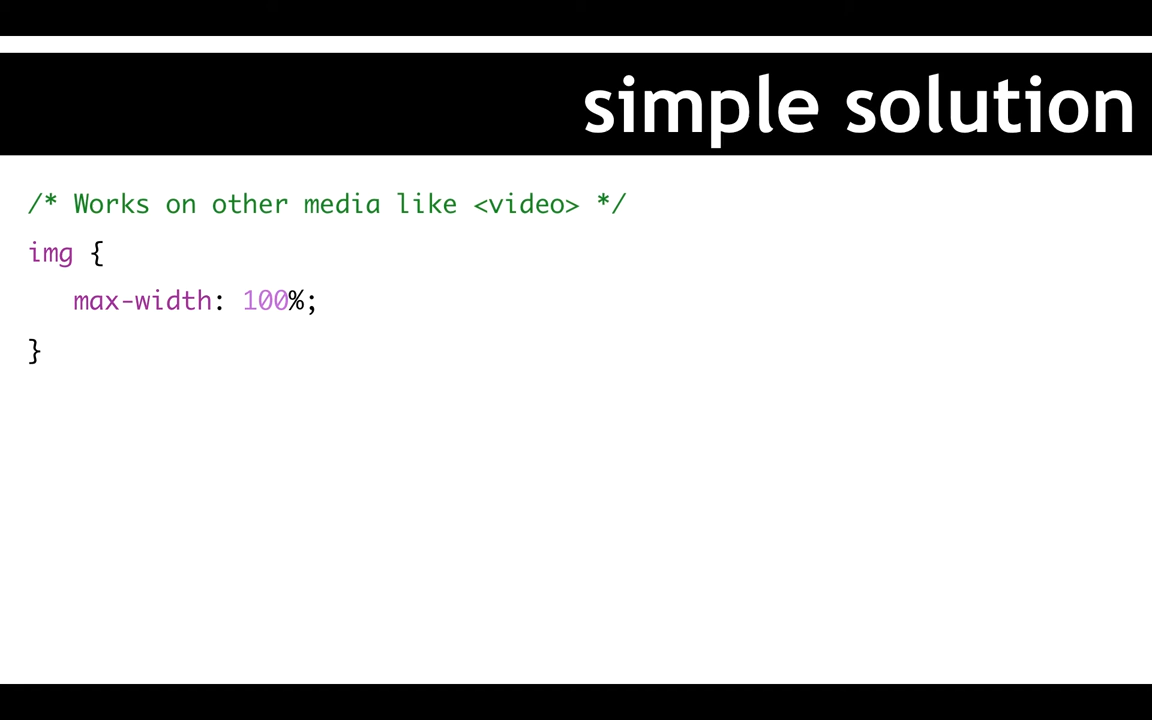 simple solution
/* Works on other media like <video> */
img {
   max-width: 100%;
}